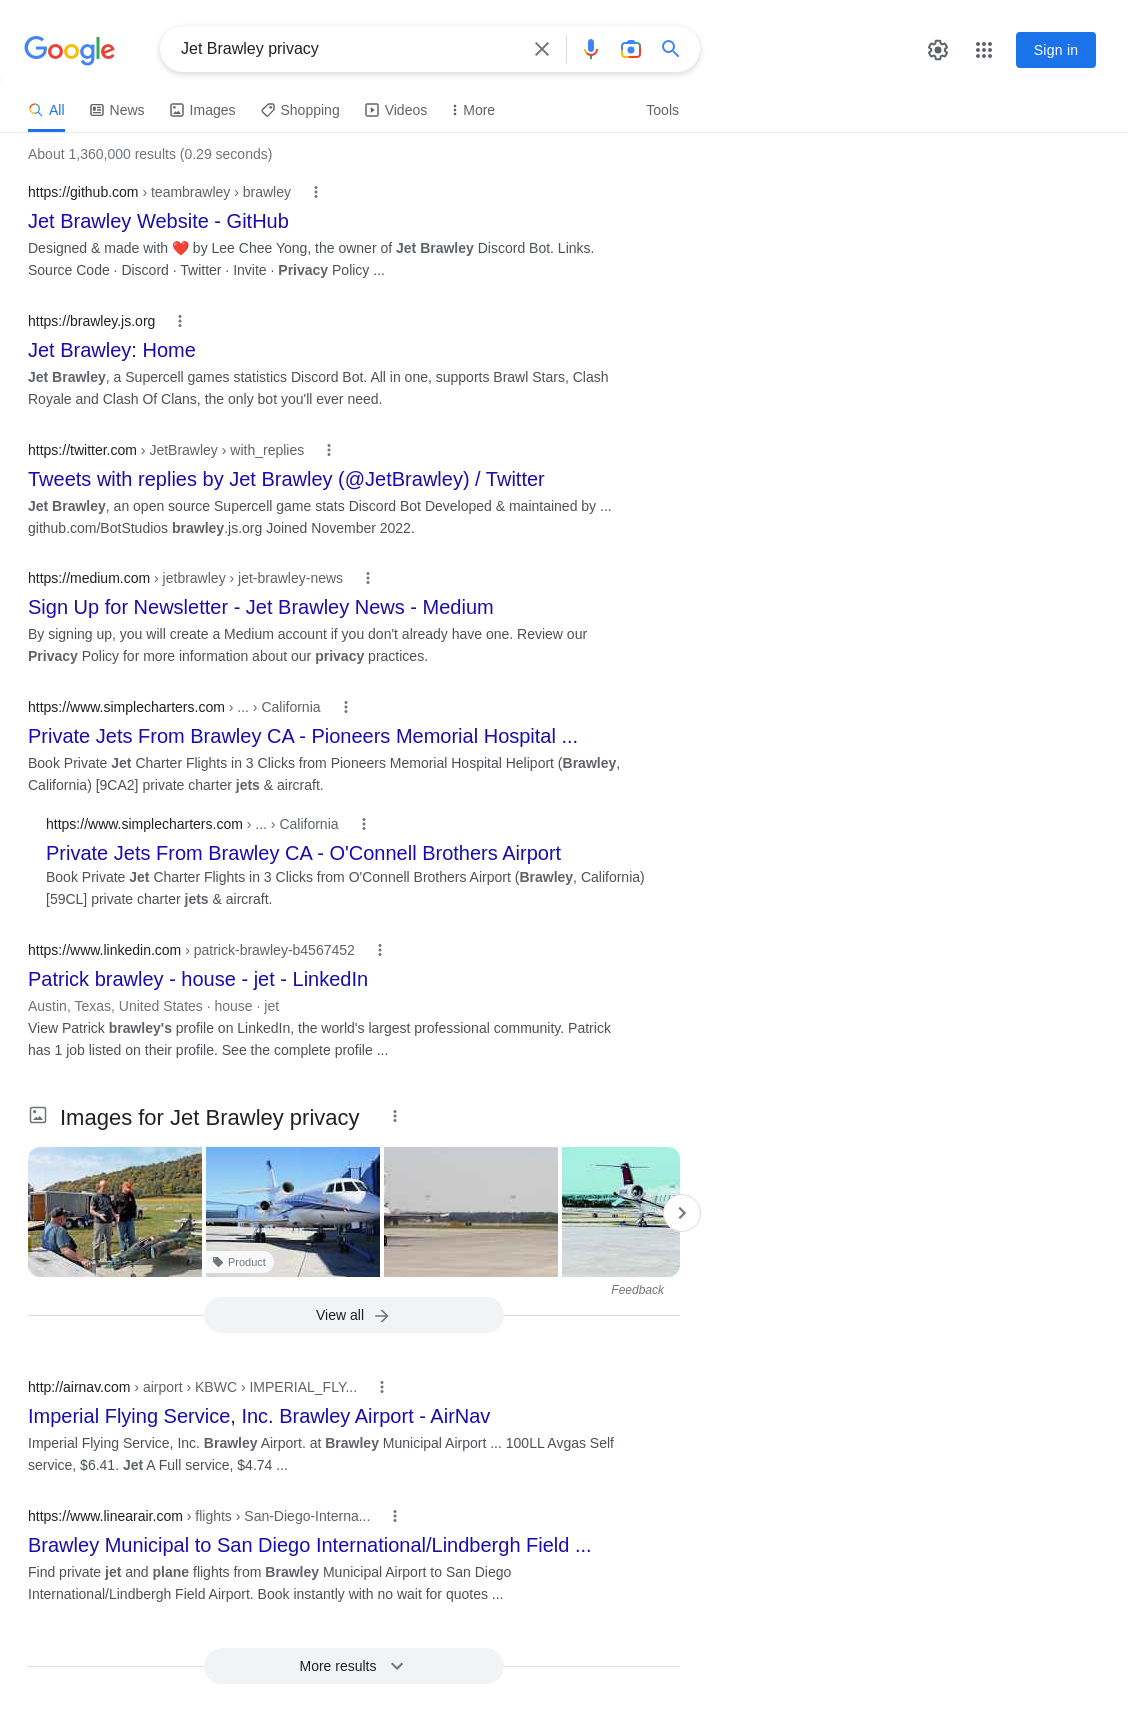 Google
Jet Brawley privacy
Sign in
All
News
Images
Shopping
Videos
More
Tools
About 1,360,000 results (0.29 seconds)
https://github.com › teambrawley › brawley
Jet Brawley Website - GitHub
Designed & made with ❤️ by Lee Chee Yong, the owner of Jet Brawley Discord Bot. Links.
Source Code · Discord · Twitter · Invite · Privacy Policy ...
https://brawley.js.org
Jet Brawley: Home
Jet Brawley, a Supercell games statistics Discord Bot. All in one, supports Brawl Stars, Clash
Royale and Clash Of Clans, the only bot you'll ever need.
https://twitter.com › JetBrawley › with_replies
Tweets with replies by Jet Brawley (@JetBrawley) / Twitter
Jet Brawley, an open source Supercell game stats Discord Bot Developed & maintained by ...
github.com/BotStudios brawley.js.org Joined November 2022.
https://medium.com › jetbrawley › jet-brawley-news
Sign Up for Newsletter - Jet Brawley News - Medium
By signing up, you will create a Medium account if you don't already have one. Review our
Privacy Policy for more information about our privacy practices.
https://www.simplecharters.com › ... › California
Private Jets From Brawley CA - Pioneers Memorial Hospital ...
Book Private Jet Charter Flights in 3 Clicks from Pioneers Memorial Hospital Heliport (Brawley,
California) [9CA2] private charter jets & aircraft.
https://www.simplecharters.com › ... › California
Private Jets From Brawley CA - O'Connell Brothers Airport
Book Private Jet Charter Flights in 3 Clicks from O'Connell Brothers Airport (Brawley, California)
[59CL] private charter jets & aircraft.
https://www.linkedin.com › patrick-brawley-b4567452
Patrick brawley - house - jet - LinkedIn
Austin, Texas, United States · house · jet
View Patrick brawley's profile on LinkedIn, the world's largest professional community. Patrick
has 1 job listed on their profile. See the complete profile ...
Images for Jet Brawley privacy
Product
Feedback
View all
http://airnav.com › airport › KBWC › IMPERIAL_FLY...
Imperial Flying Service, Inc. Brawley Airport - AirNav
Imperial Flying Service, Inc. Brawley Airport. at Brawley Municipal Airport ... 100LL Avgas Self
service, $6.41. Jet A Full service, $4.74 ...
https://www.linearair.com › flights › San-Diego-Interna...
Brawley Municipal to San Diego International/Lindbergh Field ...
Find private jet and plane flights from Brawley Municipal Airport to San Diego
International/Lindbergh Field Airport. Book instantly with no wait for quotes ...
More results